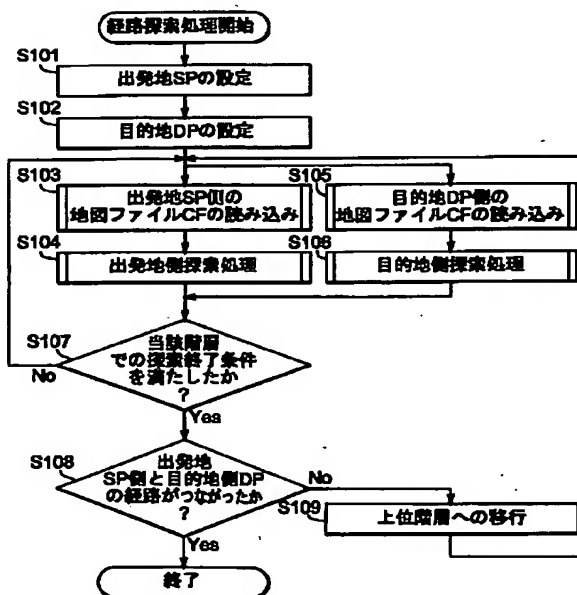 経路探索処理開始
S101
出発地SPの設定
S102
目的地DPの設定
S103
出発地SP側の
地図ファイルCFの読み込み
S105
目的地DP側の
地図ファイルCFの読み込み
S104
出発地側探索処理
S106
目的地側探索処理
S107
当該階層
での探索終了条件
を満たしたか
?
No
Yes
S108
出発地
SP側と目的地側DP
の経路がつながったか
?
No
S109
上位階層への移行
Yes
終了